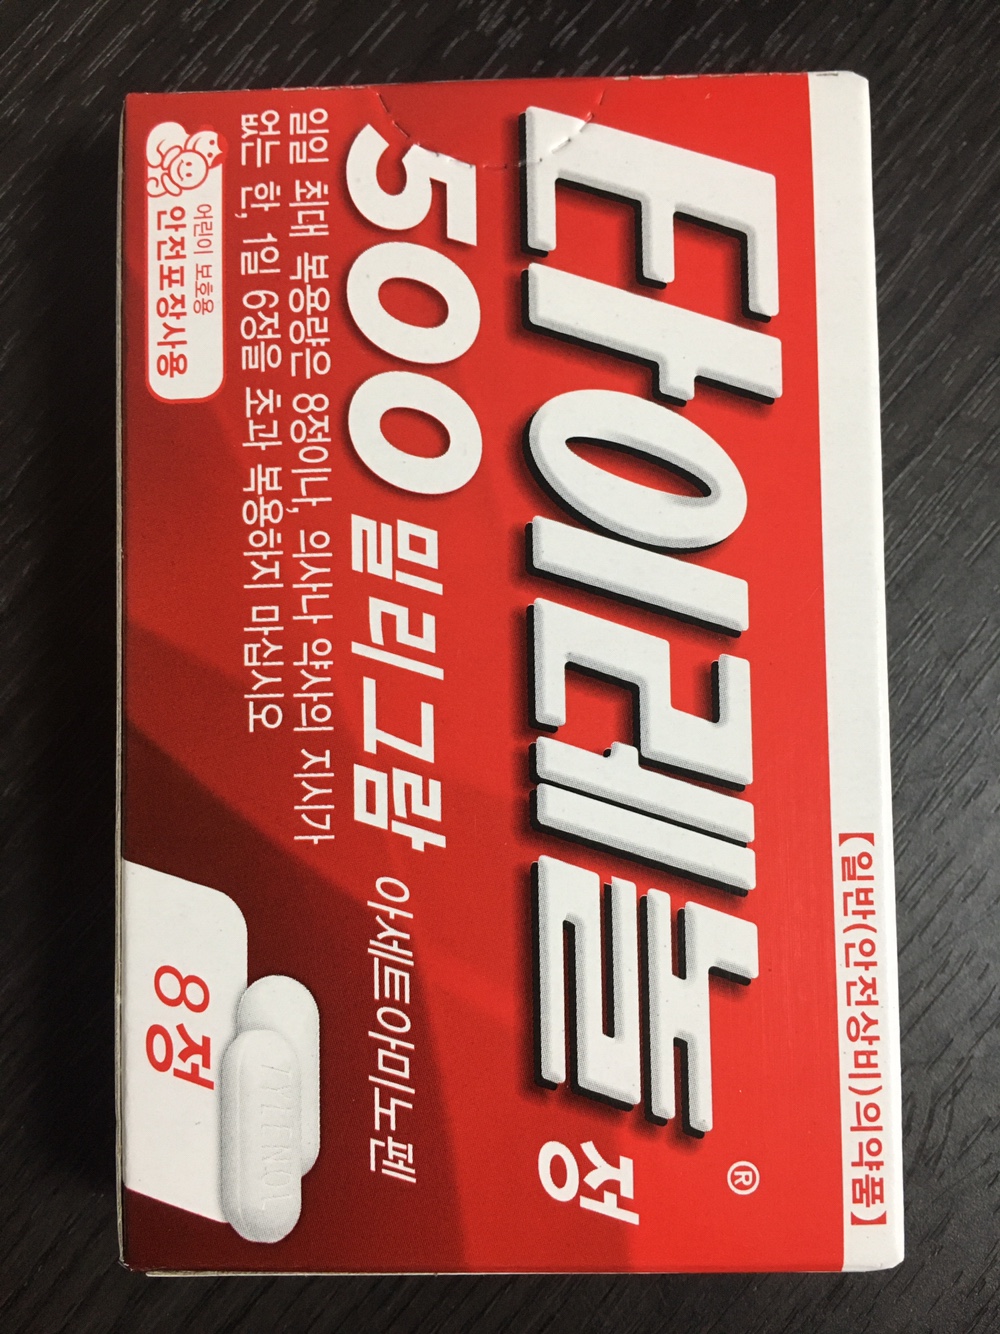 【일반(안전상비)의약품】
타이레놀정®
500 밀리그람 아세트아미노펜
일일 최대 복용량은 8정이나, 의사나 약사의 지시가
없는 한, 1일 6정을 초과 복용하지 마십시오
어린이 보호용
안전포장사용
8정
TYLENOL